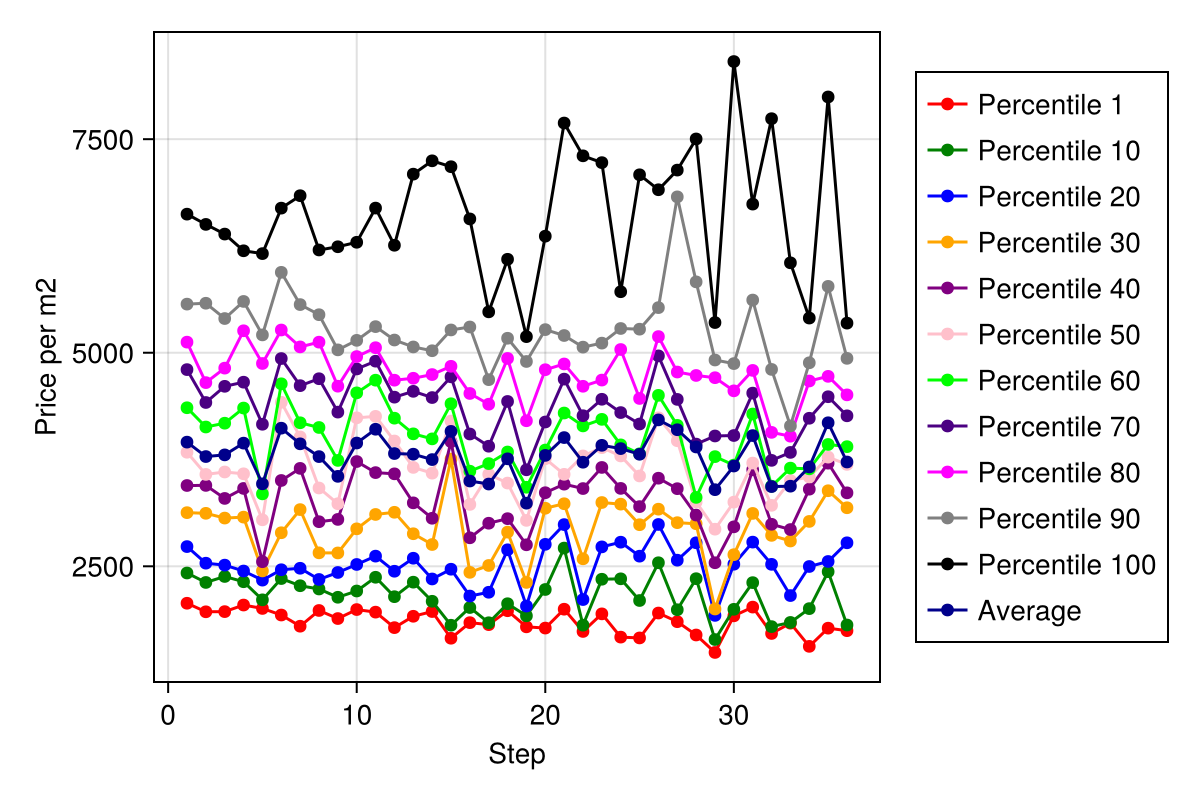 7500
5000
2500
Price per m2
0 10 20 30
Step
Percentile 1
Percentile 10
Percentile 20
Percentile 30
Percentile 40
Percentile 50
Percentile 60
Percentile 70
Percentile 80
Percentile 90
Percentile 100
Average